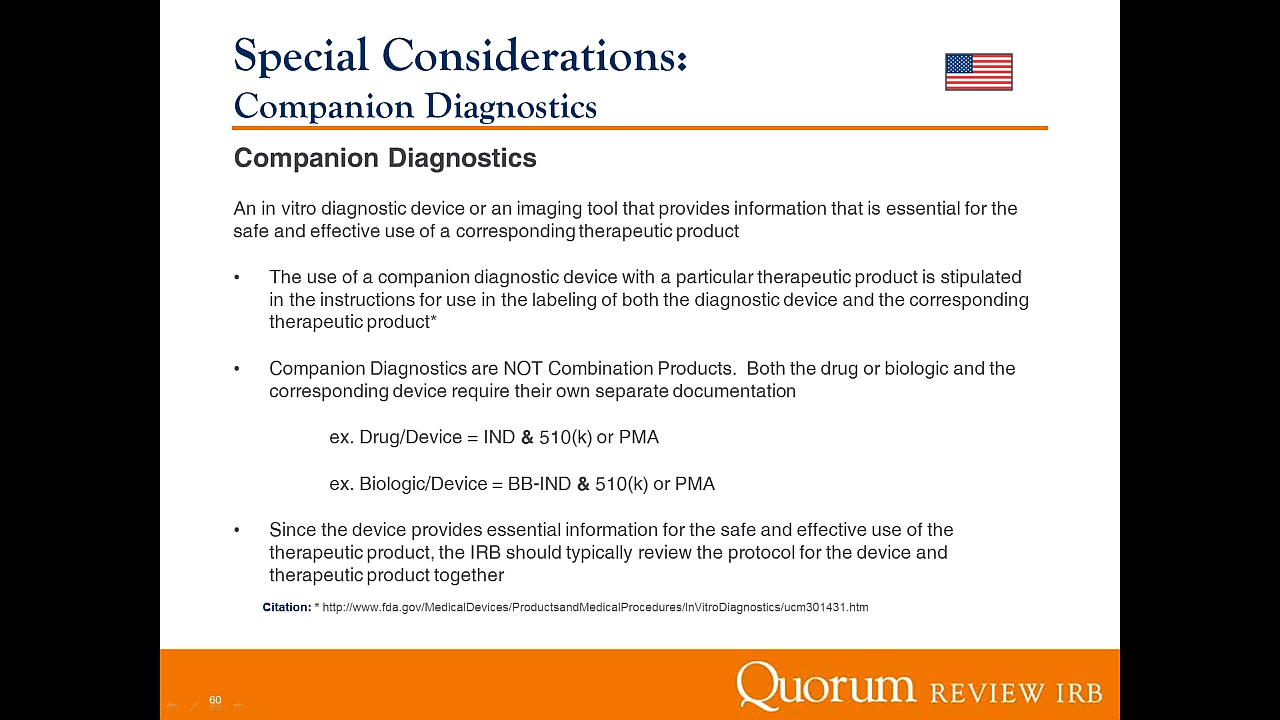 Special Considerations:
Companion Diagnostics
Companion Diagnostics
An in vitro diagnostic device or an imaging tool that provides information that is essential for the
safe and effective use of a corresponding therapeutic product
• The use of a companion diagnostic device with a particular therapeutic product is stipulated
in the instructions for use in the labeling of both the diagnostic device and the corresponding
therapeutic product*
• Companion Diagnostics are NOT Combination Products. Both the drug or biologic and the
corresponding device require their own separate documentation
ex. Drug/Device = IND & 510(k) or PMA
ex. Biologic/Device = BB-IND & 510(k) or PMA
• Since the device provides essential information for the safe and effective use of the
therapeutic product, the IRB should typically review the protocol for the device and
therapeutic product together
Citation: * http://www.fda.gov/MedicalDevices/ProductsandMedicalProcedures/InVitroDiagnostics/ucm301431.htm
60
Quorum REVIEW IRB